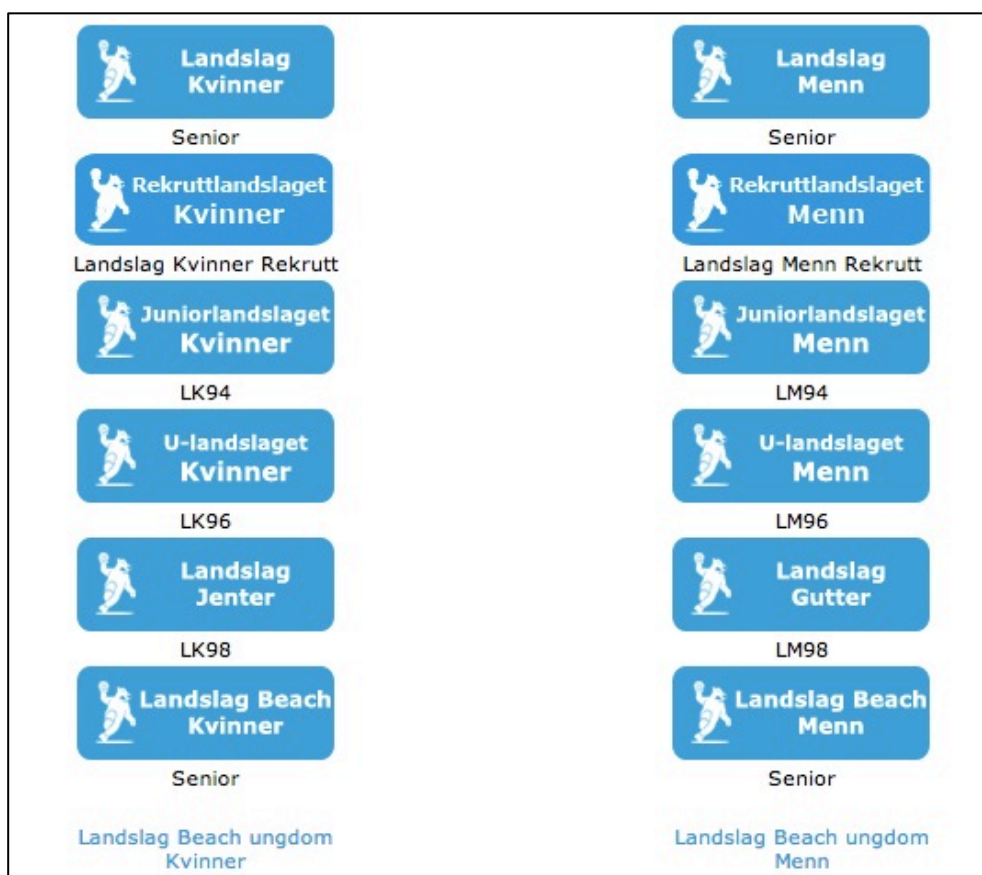 Landslag
Kvinner
Senior
Rekruttlandslaget
Kvinner
Landslag Kvinner Rekrutt
Juniorlandslaget
Kvinner
LK94
U-landslaget
Kvinner
LK96
Landslag
Jenter
LK98
Landslag Beach
Kvinner
Senior
Landslag Beach ungdom
Kvinner
Landslag
Menn
Senior
Rekruttlandslaget
Menn
Landslag Menn Rekrutt
Juniorlandslaget
Menn
LM94
U-landslaget
Menn
LM96
Landslag
Gutter
LM98
Landslag Beach
Menn
Senior
Landslag Beach ungdom
Menn